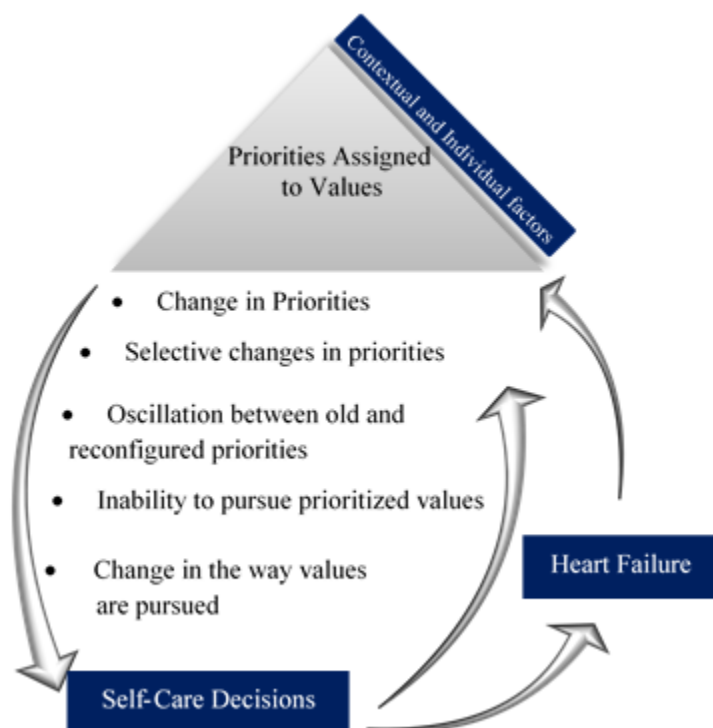 Contextual and Individual factors
Priorities Assigned
to Values
• Change in Priorities
• Selective changes in priorities
• Oscillation between old and
reconfigured priorities
• Inability to pursue prioritized values
• Change in the way values
are pursued
Heart Failure
Self-Care Decisions